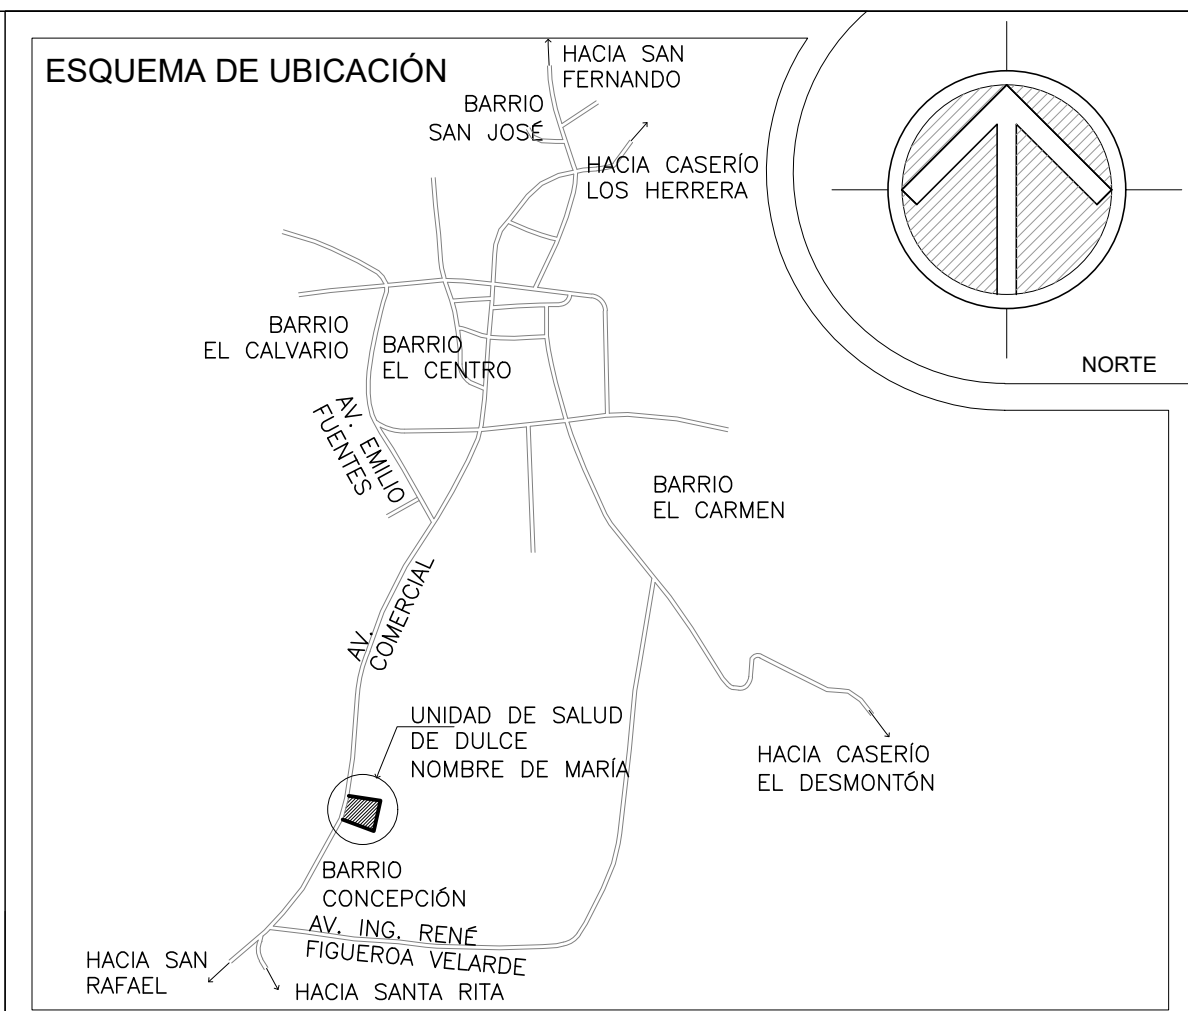 ESQUEMA DE UBICACIÓN
HACIA SAN
FERNANDO
BARRIO
SAN JOSÉ
HACIA CASERÍO
LOS HERRERA
NORTE
BARRIO
EL CALVARIO
BARRIO
EL CENTRO
AV. EMILIO
FUENTES
BARRIO
EL CARMEN
AV.
COMERCIAL
UNIDAD DE SALUD
DE DULCE
NOMBRE DE MARÍA
HACIA CASERÍO
EL DESMONTÓN
BARRIO
CONCEPCIÓN
AV. ING. RENÉ
FIGUEROA VELARDE
HACIA SAN
RAFAEL
HACIA SANTA RITA